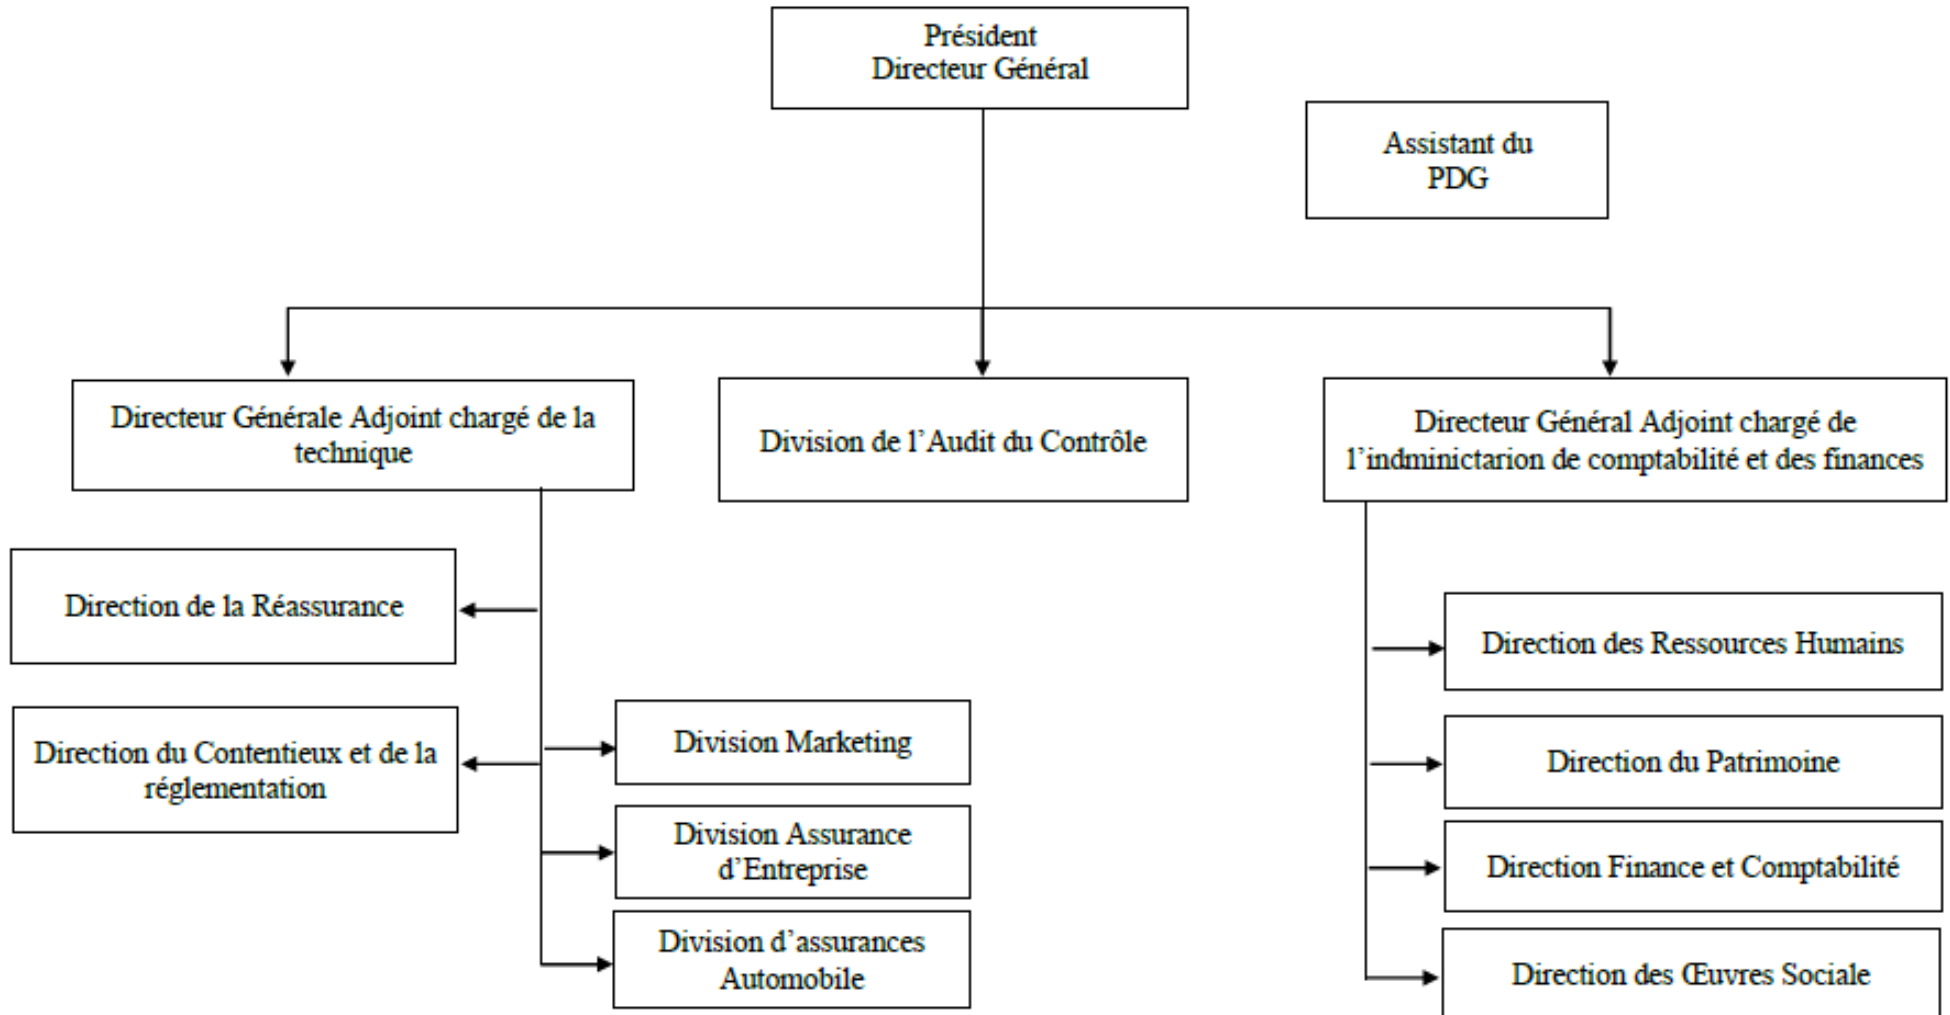 Président
Directeur Général
Assistant du
PDG
Directeur Générale Adjoint chargé de la
technique
Division de l’Audit du Contrôle
Directeur Général Adjoint chargé de
l’indminictarion de comptabilité et des finances
Direction de la Réassurance
Direction du Contentieux et de la
réglementation
Division Marketing
Division Assurance
d’Entreprise
Division d’assurances
Automobile
Direction des Ressources Humains
Direction du Patrimoine
Direction Finance et Comptabilité
Direction des Œuvres Sociale